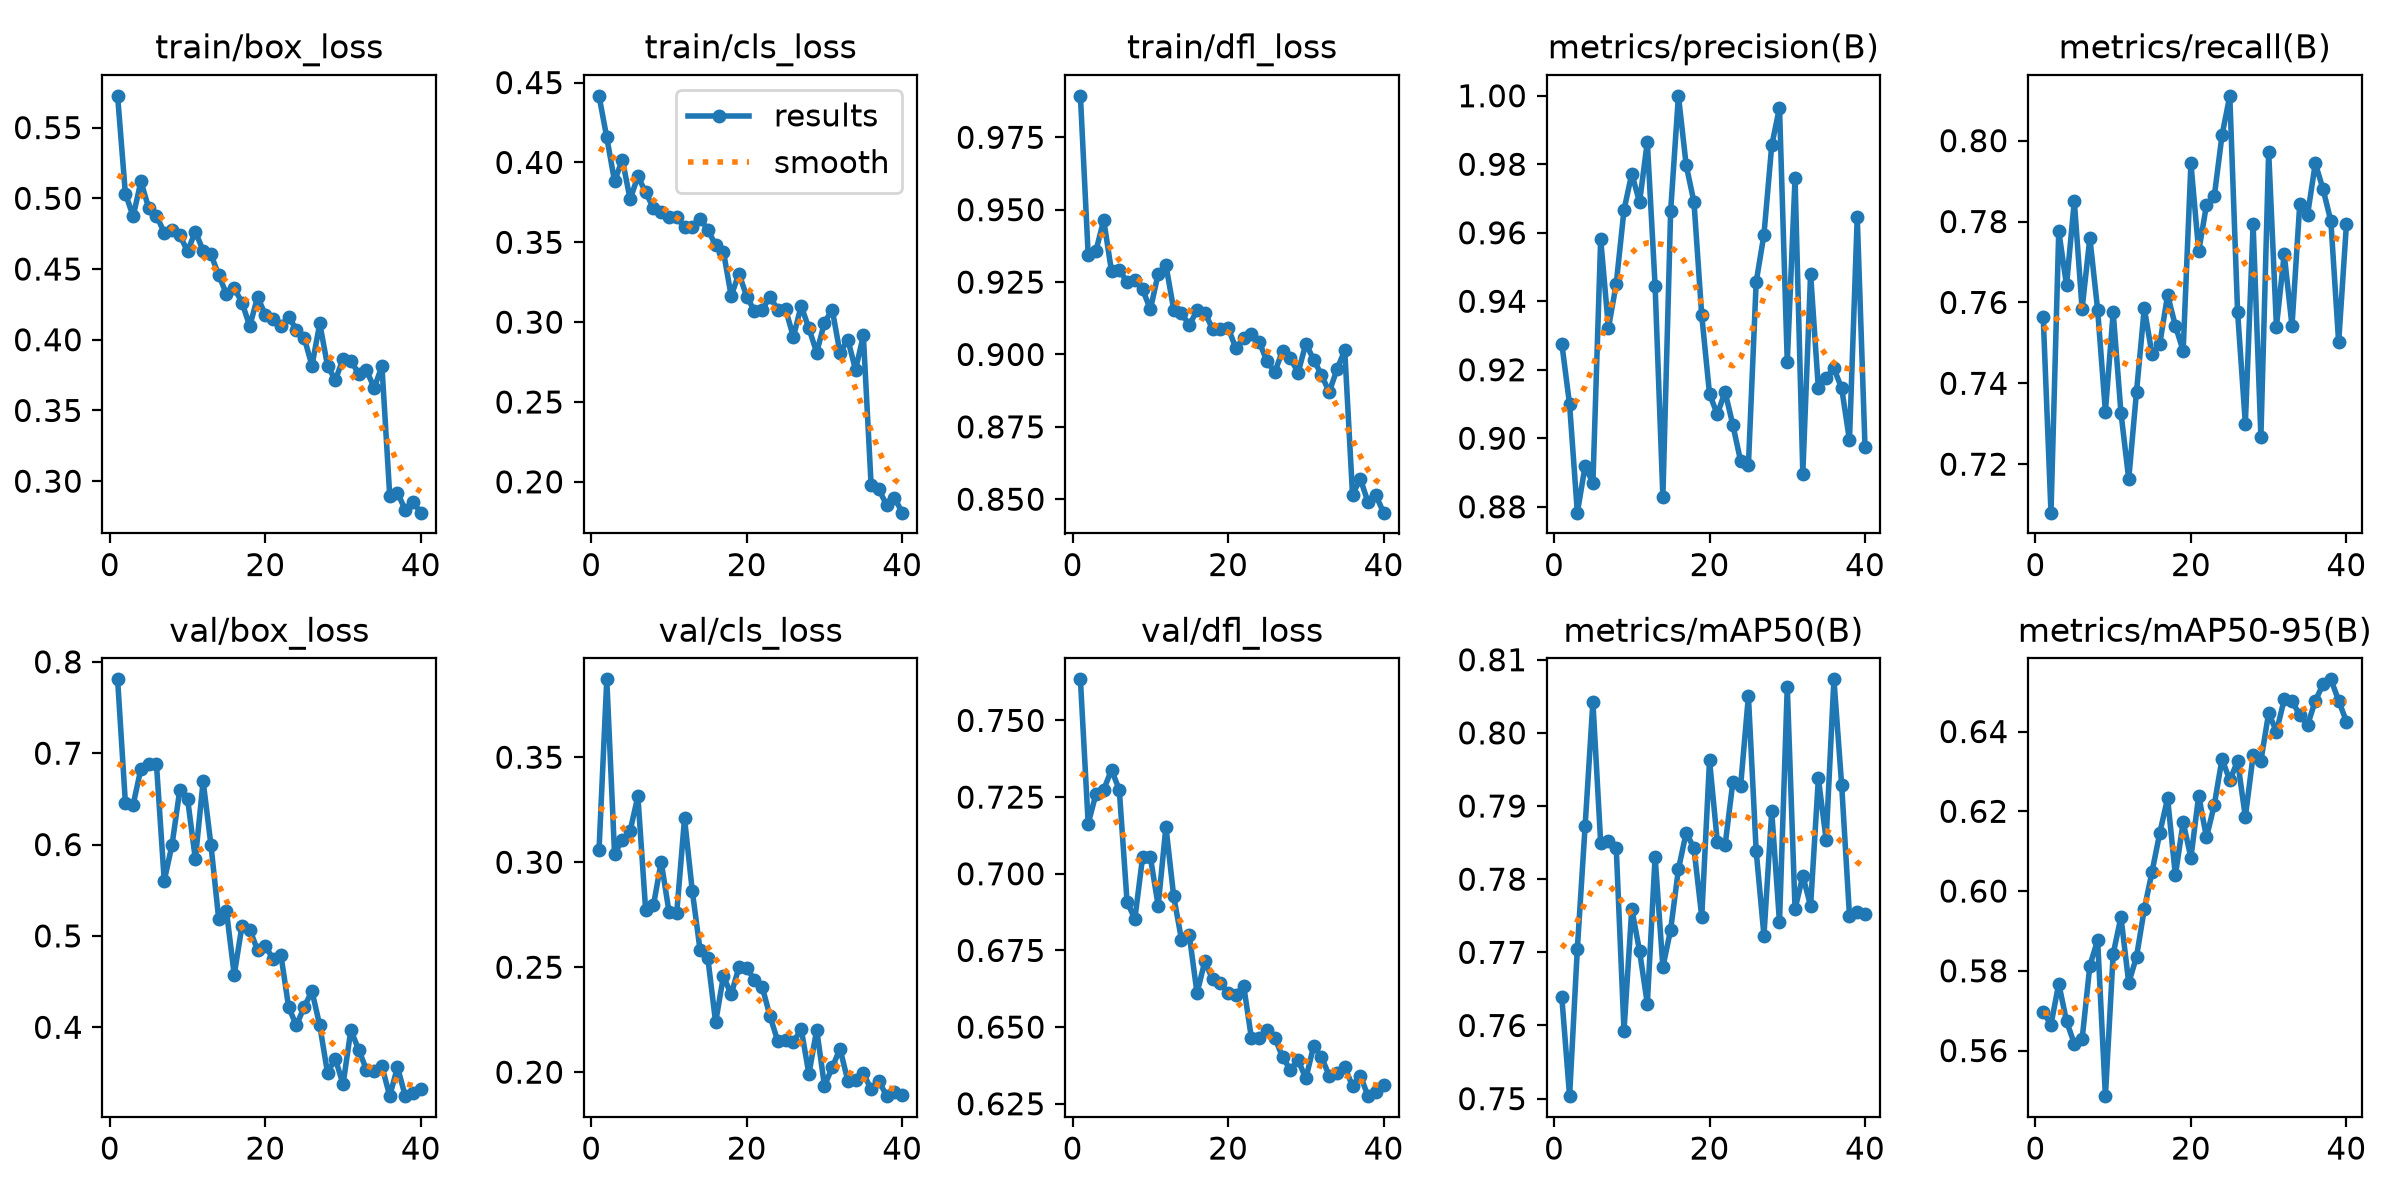 train/box_loss
train/cls_loss
train/dfl_loss
metrics/precision(B)
metrics/recall(B)
0.55
0.50
0.45
0.40
0.35
0.30
0 20 40
0.45
0.40
0.35
0.30
0.25
0.20
results
smooth
0 20 40
0.975
0.950
0.925
0.900
0.875
0.850
0 20 40
1.00
0.98
0.96
0.94
0.92
0.90
0.88
0 20 40
0.80
0.78
0.76
0.74
0.72
0 20 40
val/box_loss
val/cls_loss
val/dfl_loss
metrics/mAP50(B)
metrics/mAP50-95(B)
0.8
0.7
0.6
0.5
0.4
0 20 40
0.35
0.30
0.25
0.20
0 20 40
0.750
0.725
0.700
0.675
0.650
0.625
0 20 40
0.81
0.80
0.79
0.78
0.77
0.76
0.75
0 20 40
0.64
0.62
0.60
0.58
0.56
0 20 40